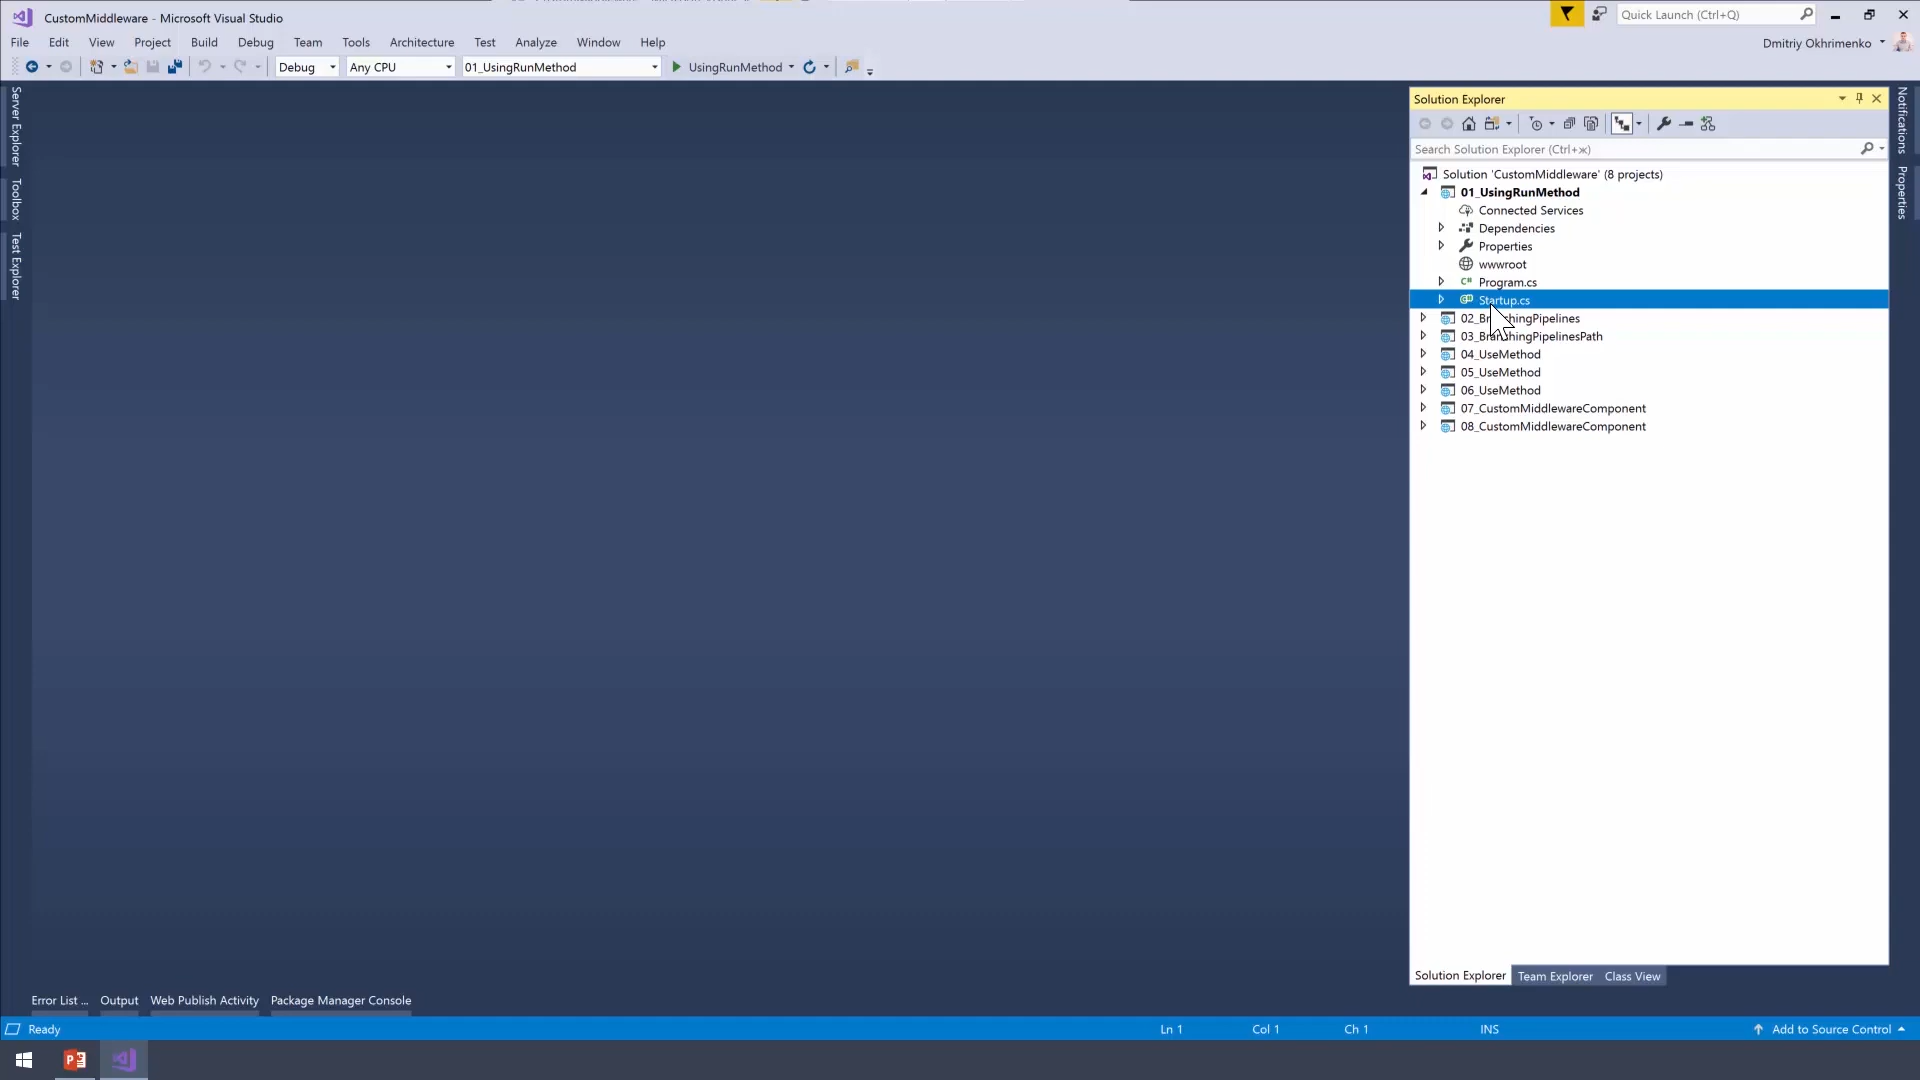 CustomMiddleware - Microsoft Visual Studio
Quick Launch (Ctrl+Q)
File Edit View Project Build Debug Team Tools Architecture Test Analyze Window Help
Dmitriy Okhrimenko
Debug Any CPU 01_UsingRunMethod UsingRunMethod
Server Explorer
Toolbox
Test Explorer
Solution Explorer
Search Solution Explorer (Ctrl+ж)
Solution 'CustomMiddleware' (8 projects)
01_UsingRunMethod
Connected Services
Dependencies
Properties
wwwroot
C# Program.cs
C# Startup.cs
02_BranchingPipelines
03_BranchingPipelinesPath
04_UseMethod
05_UseMethod
06_UseMethod
07_CustomMiddlewareComponent
08_CustomMiddlewareComponent
Notifications
Properties
Solution Explorer Team Explorer Class View
Error List ... Output Web Publish Activity Package Manager Console
Ready Ln 1 Col 1 Ch 1 INS Add to Source Control